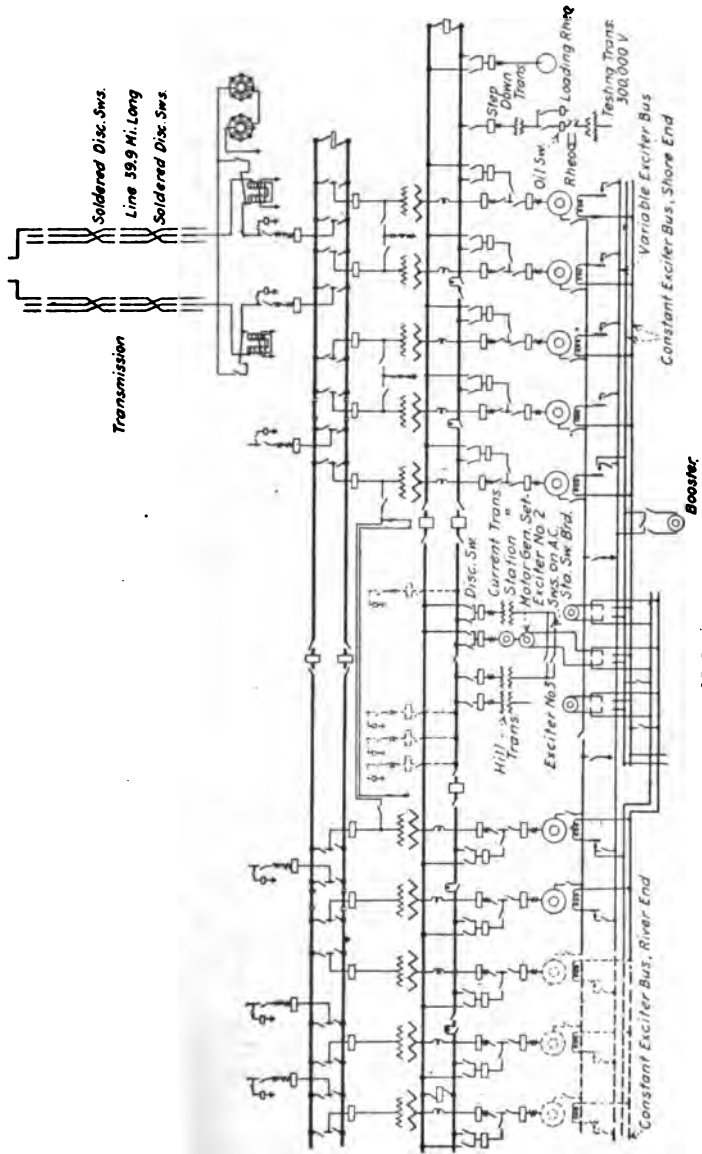 Soldered Disc. Sws.
Line 39.9 Mi. Long
Soldered Disc. Sws.
Transmission
Step
Down
Trans.
Loading Rheo
Oil Sw.
Rheo
Testing Trans.
300,000 V.
Variable Exciter Bus
Constant Exciter Bus, Shore End
Disc. Sw.
Current Trans
Station "
Motor Gen. Set-
Exciter No. 2
Sws. on A.C.
Sta. Sw. Brd.
Hill
Trans.
Exciter No. 3
Booster
Constant Exciter Bus, River End